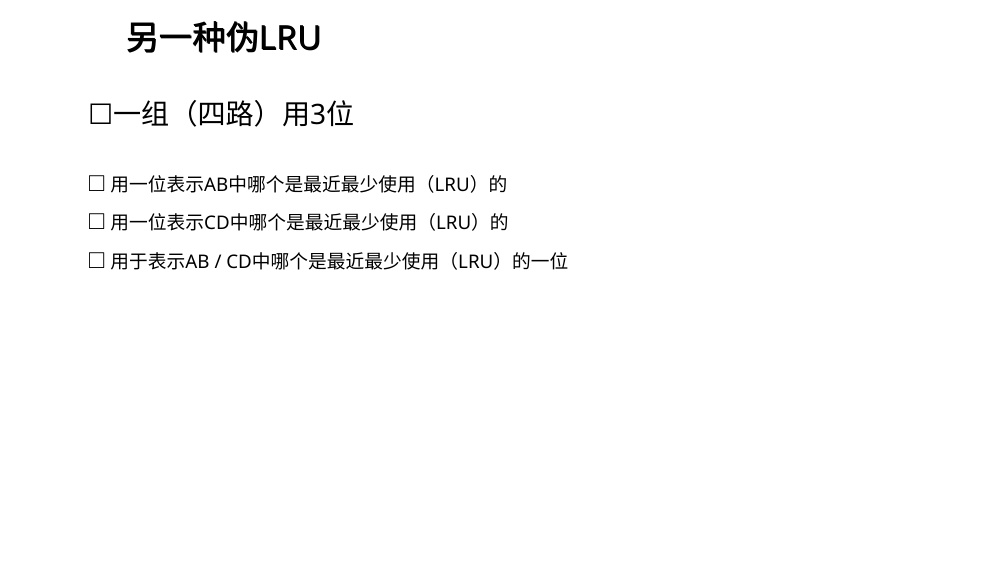 另一种伪LRU
□一组（四路）用3位
□ 用一位表示AB中哪个是最近最少使用（LRU）的
□ 用一位表示CD中哪个是最近最少使用（LRU）的
□ 用于表示AB / CD中哪个是最近最少使用（LRU）的一位